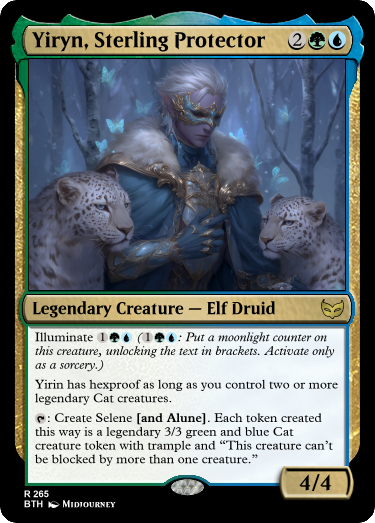 Yiryn, Sterling Protector 2
Legendary Creature — Elf Druid
Illuminate 1 (1: Put a moonlight counter on
this creature, unlocking the text in brackets. Activate only
as a sorcery.)
Yirin has hexproof as long as you control two or more
legendary Cat creatures.
: Create Selene [and Alune]. Each token created
this way is a legendary 3/3 green and blue Cat
creature token with trample and “This creature can’t
be blocked by more than one creature.”
4/4
R 265
BTH Midjourney